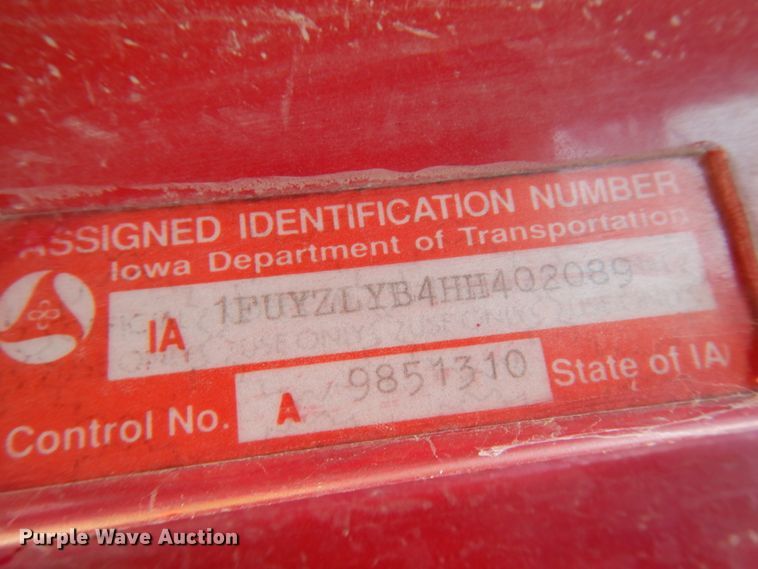 ASSIGNED IDENTIFICATION NUMBER
Iowa Department of Transportation
IA 1FUYZLYB4HH402089
Control No. A 9851310 State of IA
Purple Wave Auction